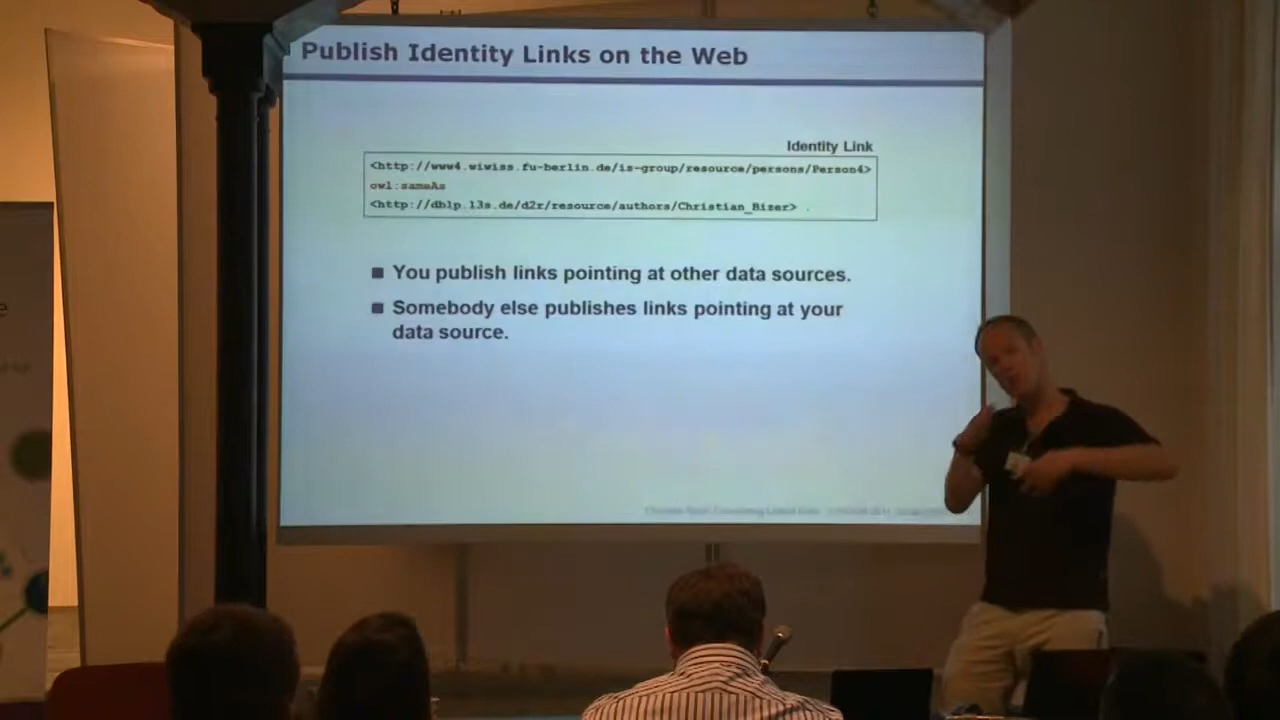 Publish Identity Links on the Web
Identity Link
<http://www4.wiwiss.fu-berlin.de/is-group/resource/persons/Person4>
owl:sameAs
<http://dblp.l3s.de/d2r/resource/authors/Christian_Bizer> .
■ You publish links pointing at other data sources.
■ Somebody else publishes links pointing at your
data source.
e